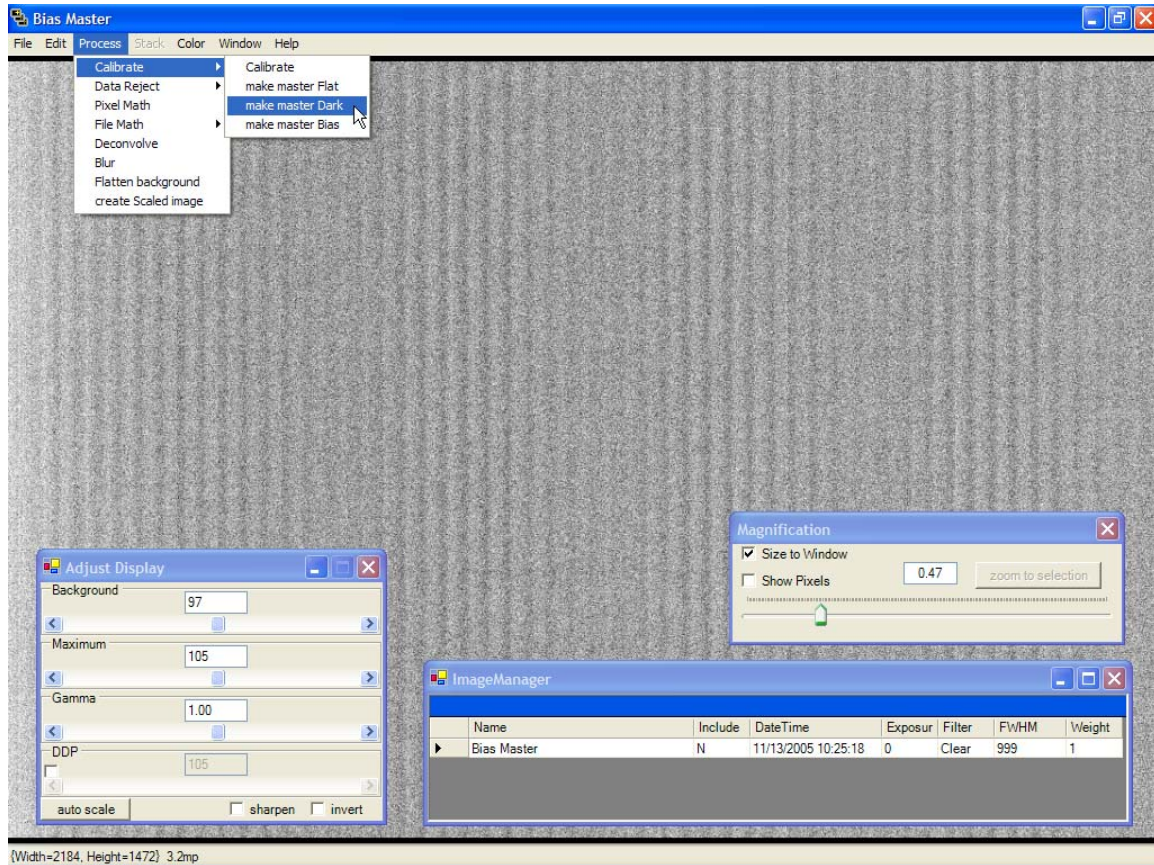 Bias Master
File Edit Process Stack Color Window Help
Calibrate
Data Reject
Pixel Math
File Math
Deconvolve
Blur
Flatten background
create Scaled image
Calibrate
make master Flat
make master Dark
make master Bias
Magnification
Size to Window
Show Pixels
0.47
zoom to selection
Adjust Display
Background
97
Maximum
105
Gamma
1.00
DDP
105
auto scale sharpen invert
ImageManager
Name Include DateTime Exposur Filter FWHM Weight
Bias Master N 11/13/2005 10:25:18 0 Clear 999 1
{Width=2184, Height=1472} 3.2mp